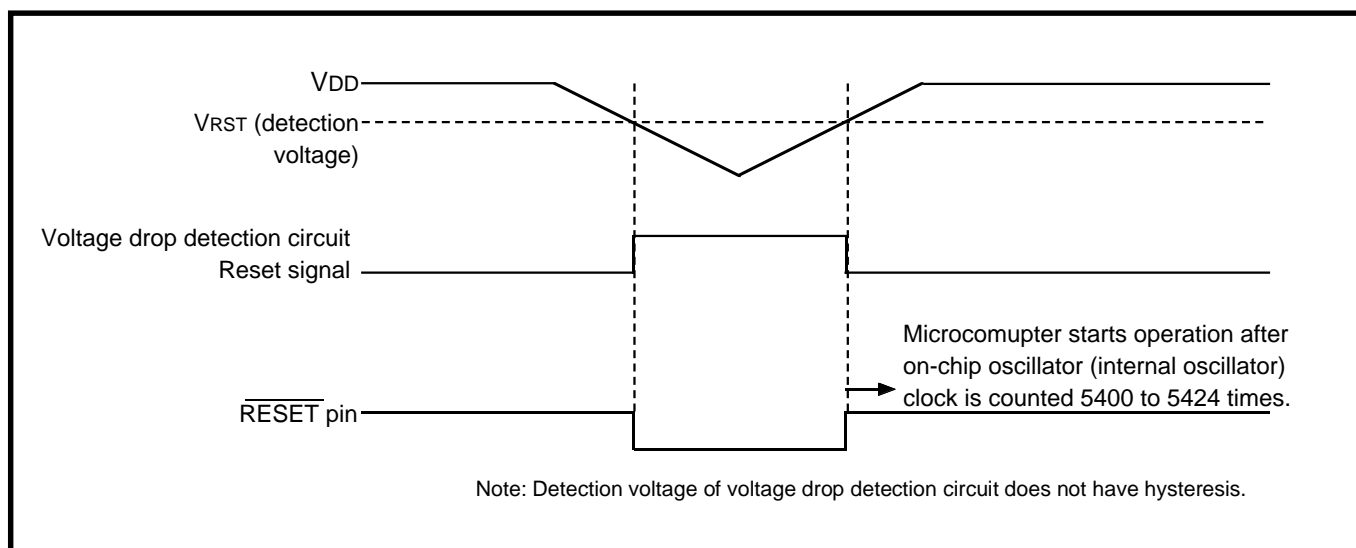 VDD
VRST (detection
voltage)
Voltage drop detection circuit
Reset signal
Microcomupter starts operation after
on-chip oscillator (internal oscillator)
clock is counted 5400 to 5424 times.
RESET pin
Note: Detection voltage of voltage drop detection circuit does not have hysteresis.